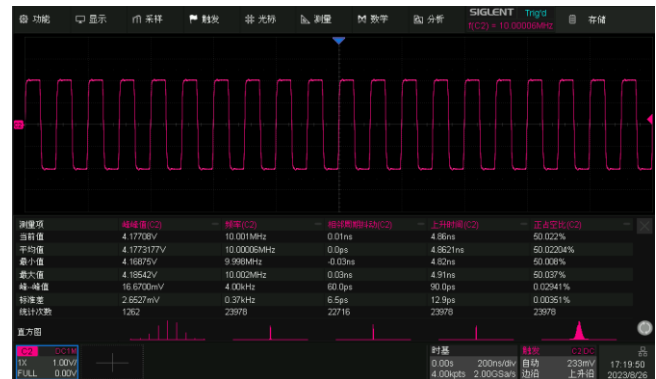 功能 显示 采样 触发 光标 测量 数学 分析 SIGLENT Trig'd 存储
f(C2) = 10.00006MHz
C2
测量项 峰峰值(C2) 频率(C2) 相邻周期抖动(C2) 上升时间(C2) 正占空比(C2)
当前值 4.17708V 10.001MHz 0.01ns 4.86ns 50.022%
平均值 4.1773177V 10.00006MHz 0.0ps 4.8621ns 50.02204%
最小值 4.16875V 9.998MHz -0.03ns 4.82ns 50.008%
最大值 4.18542V 10.002MHz 0.03ns 4.91ns 50.037%
峰-峰值 16.6700mV 4.00kHz 60.0ps 90.0ps 0.02941%
标准差 2.6527mV 0.37kHz 6.5ps 12.9ps 0.00351%
统计次数 1262 23978 22716 23978 23978
直方图
C2 DC1M 时基 触发 C2 DC
1X 1.00V/ 0.00s 200ns/div 自动 233mV 17:19:50
FULL 0.00V 4.00kpts 2.00GSa/s 边沿 上升沿 2023/8/26